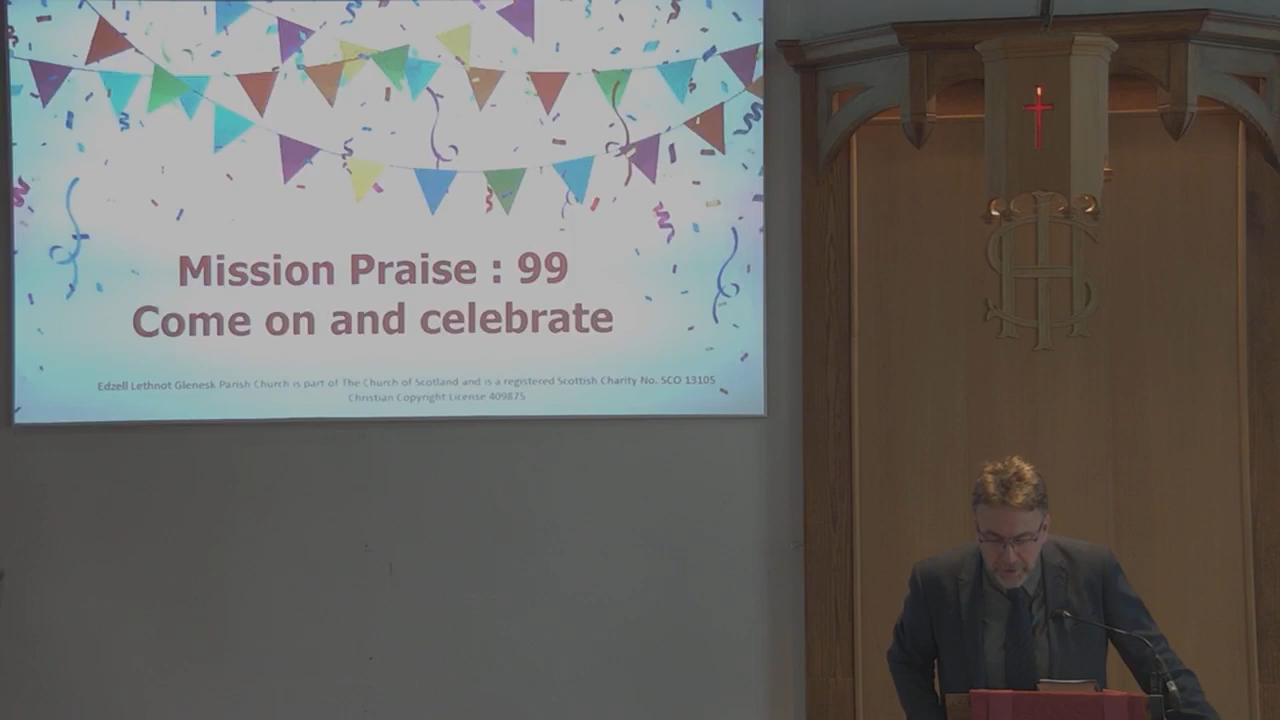 Mission Praise : 99
Come on and celebrate
Edzell Lethnot Glenesk Parish Church is part of The Church of Scotland and is a registered Scottish Charity No. SCO 13105
Christian Copyright License 409875
IHS